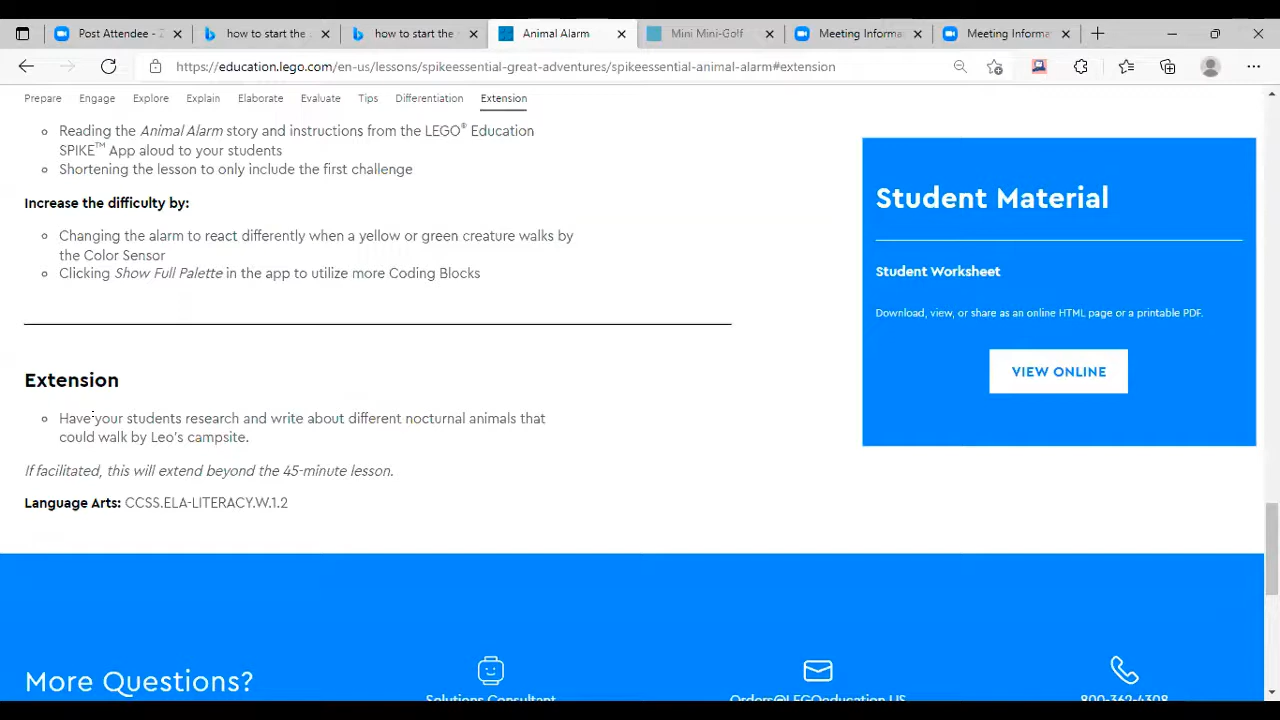 Post Attendee - Z
how to start the
how to start the
Animal Alarm
Mini Mini-Golf
Meeting Informa
Meeting Informa
https://education.lego.com/en-us/lessons/spikeessential-great-adventures/spikeessential-animal-alarm#extension
Prepare Engage Explore Explain Elaborate Evaluate Tips Differentiation Extension
Reading the Animal Alarm story and instructions from the LEGO® Education
SPIKE™ App aloud to your students
Shortening the lesson to only include the first challenge
Increase the difficulty by:
Changing the alarm to react differently when a yellow or green creature walks by
the Color Sensor
Clicking Show Full Palette in the app to utilize more Coding Blocks
Extension
Have your students research and write about different nocturnal animals that
could walk by Leo's campsite.
If facilitated, this will extend beyond the 45-minute lesson.
Language Arts: CCSS.ELA-LITERACY.W.1.2
Student Material
Student Worksheet
Download, view, or share as an online HTML page or a printable PDF.
VIEW ONLINE
More Questions?
Solutions Consultant
Orders@LEGOeducation.US
800-362-4308